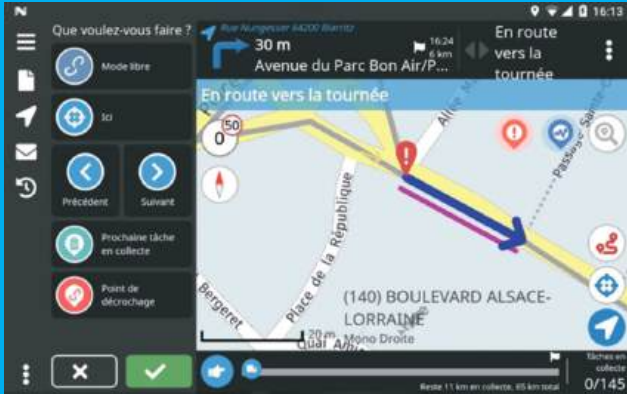 16:13
Que voulez-vous faire ?
Mode libre
Ici
Précédent
Suivant
Prochaine tâche
en collecte
Point de
décrochage
Rue Nungesser 64200 Biarritz
30 m
Avenue du Parc Bon Air/P...
16:24
6 km
En route
vers la
tournée
En route vers la tournée
50
0
Place de la République
Bergeret
(140) BOULEVARD ALSACE-
LORRAINE
Mono Droite
20 m
Reste 11 km en collecte, 65 km total
Tâches en
collecte
0/145